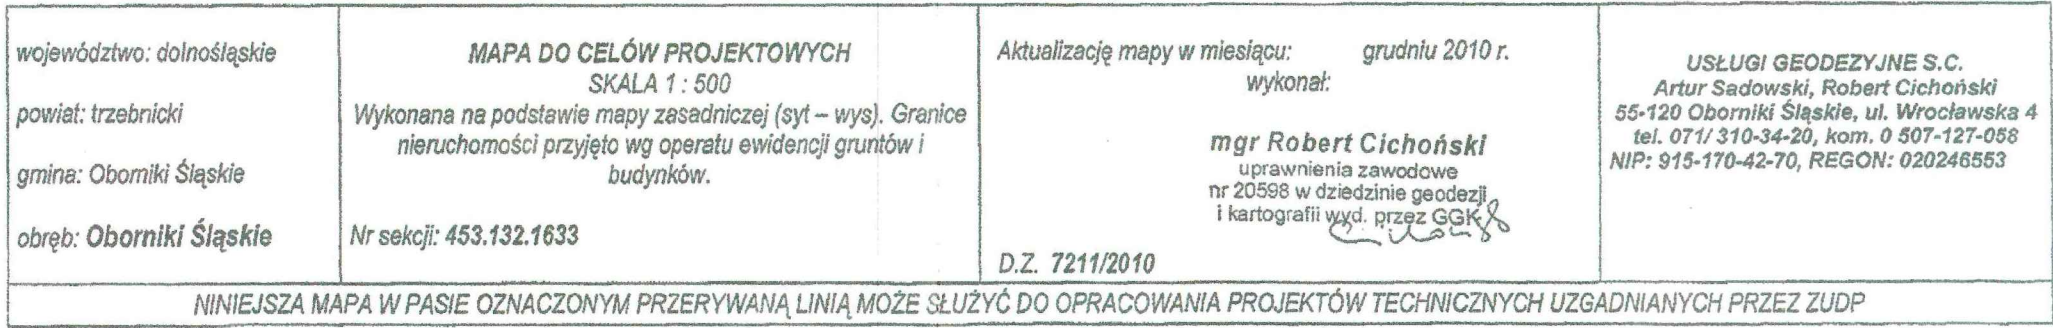 województwo: dolnośląskie
powiat: trzebnicki
gmina: Oborniki Śląskie
obręb: Oborniki Śląskie
MAPA DO CELÓW PROJEKTOWYCH
SKALA 1 : 500
Wykonana na podstawie mapy zasadniczej (syt – wys). Granice
nieruchomości przyjęto wg operatu ewidencji gruntów i
budynków.
Nr sekcji: 453.132.1633
Aktualizację mapy w miesiącu: grudniu 2010 r.
wykonał:
mgr Robert Cichoński
uprawnienia zawodowe
nr 20598 w dziedzinie geodezji
i kartografii wyd. przez GGK
D.Z. 7211/2010
USŁUGI GEODEZYJNE S.C.
Artur Sadowski, Robert Cichoński
55-120 Oborniki Śląskie, ul. Wrocławska 4
tel. 071/ 310-34-20, kom. 0 507-127-058
NIP: 915-170-42-70, REGON: 020246553
NINIEJSZA MAPA W PASIE OZNACZONYM PRZERYWANĄ LINIĄ MOŻE SŁUŻYĆ DO OPRACOWANIA PROJEKTÓW TECHNICZNYCH UZGADNIANYCH PRZEZ ZUDP